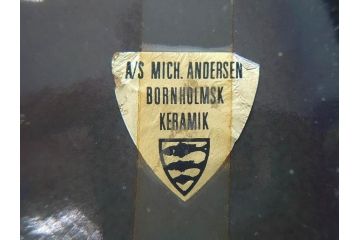 A/S MICH. ANDERSEN
BORNHOLMSK
KERAMIK